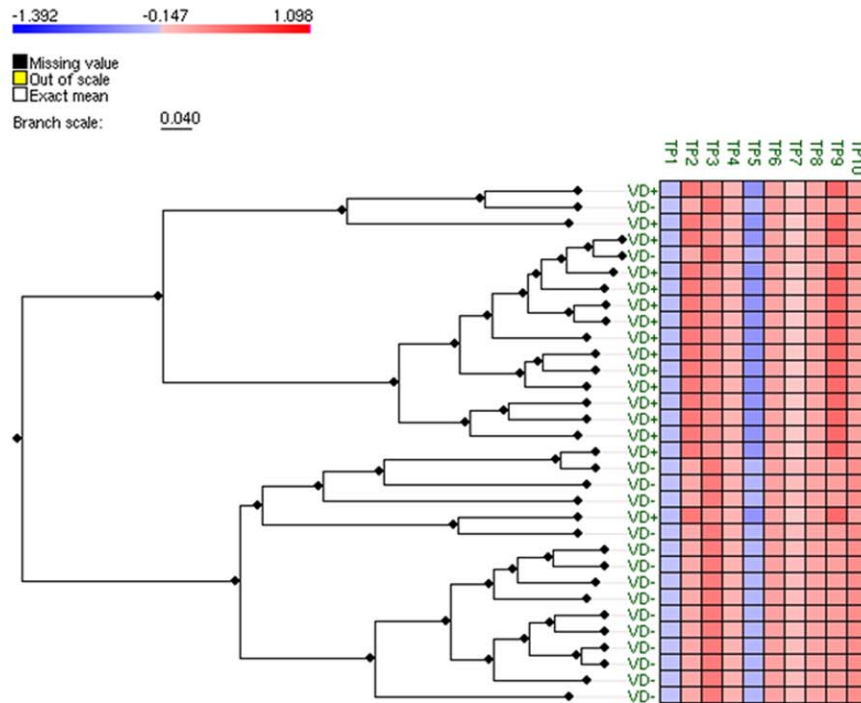 -1.392 -0.147 1.098
Missing value
Out of scale
Exact mean
Branch scale: 0.040
TP1 TP2 TP3 TP4 TP5 TP6 TP7 TP8 TP9 TP10
VD+
VD-
VD+
VD+
VD-
VD+
VD+
VD+
VD+
VD+
VD+
VD+
VD+
VD+
VD+
VD+
VD+
VD-
VD-
VD-
VD+
VD-
VD-
VD-
VD-
VD-
VD-
VD-
VD-
VD-
VD-
VD-